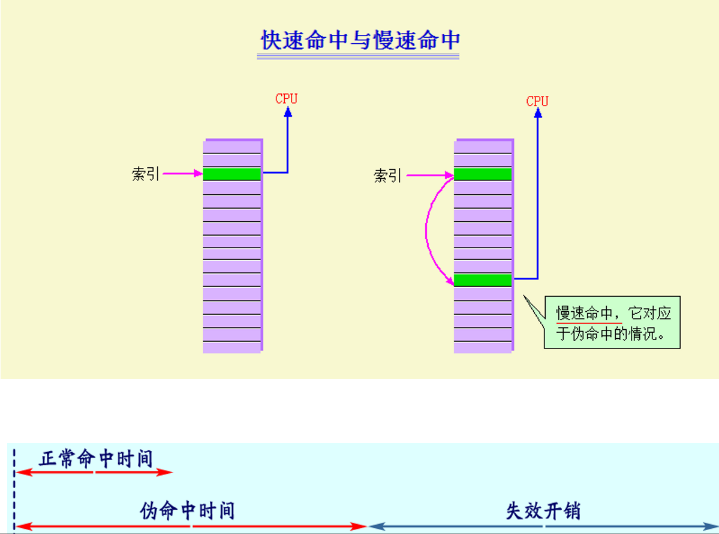 快速命中与慢速命中
CPU
CPU
索引
索引
慢速命中，它对应
于伪命中的情况。
正常命中时间
伪命中时间
失效开销